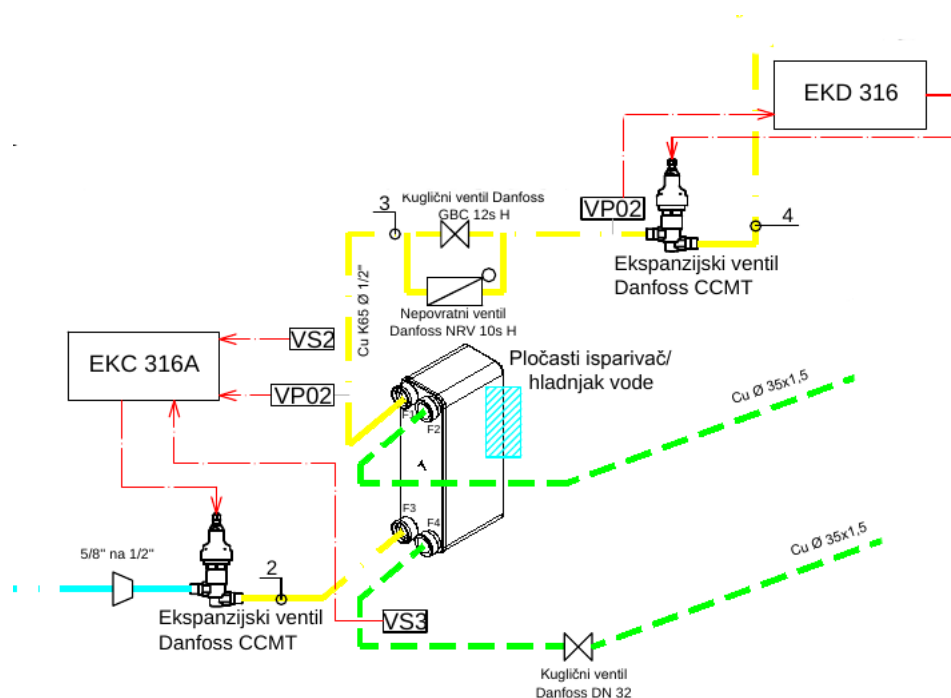 EKD 316
3
Kuglični ventil Danfoss
GBC 12s H
VP02
4
Ekspanzijski ventil
Danfoss CCMT
Cu K65 Ø 1/2"
Nepovratni ventil
Danfoss NRV 10s H
VS2
EKC 316A
VP02
Pločasti isparivač/
hladnjak vode
Cu Ø 35x1,5
F1
F2
F3
F4
5/8" na 1/2"
2
Ekspanzijski ventil
Danfoss CCMT
VS3
Cu Ø 35x1,5
Kuglični ventil
Danfoss DN 32